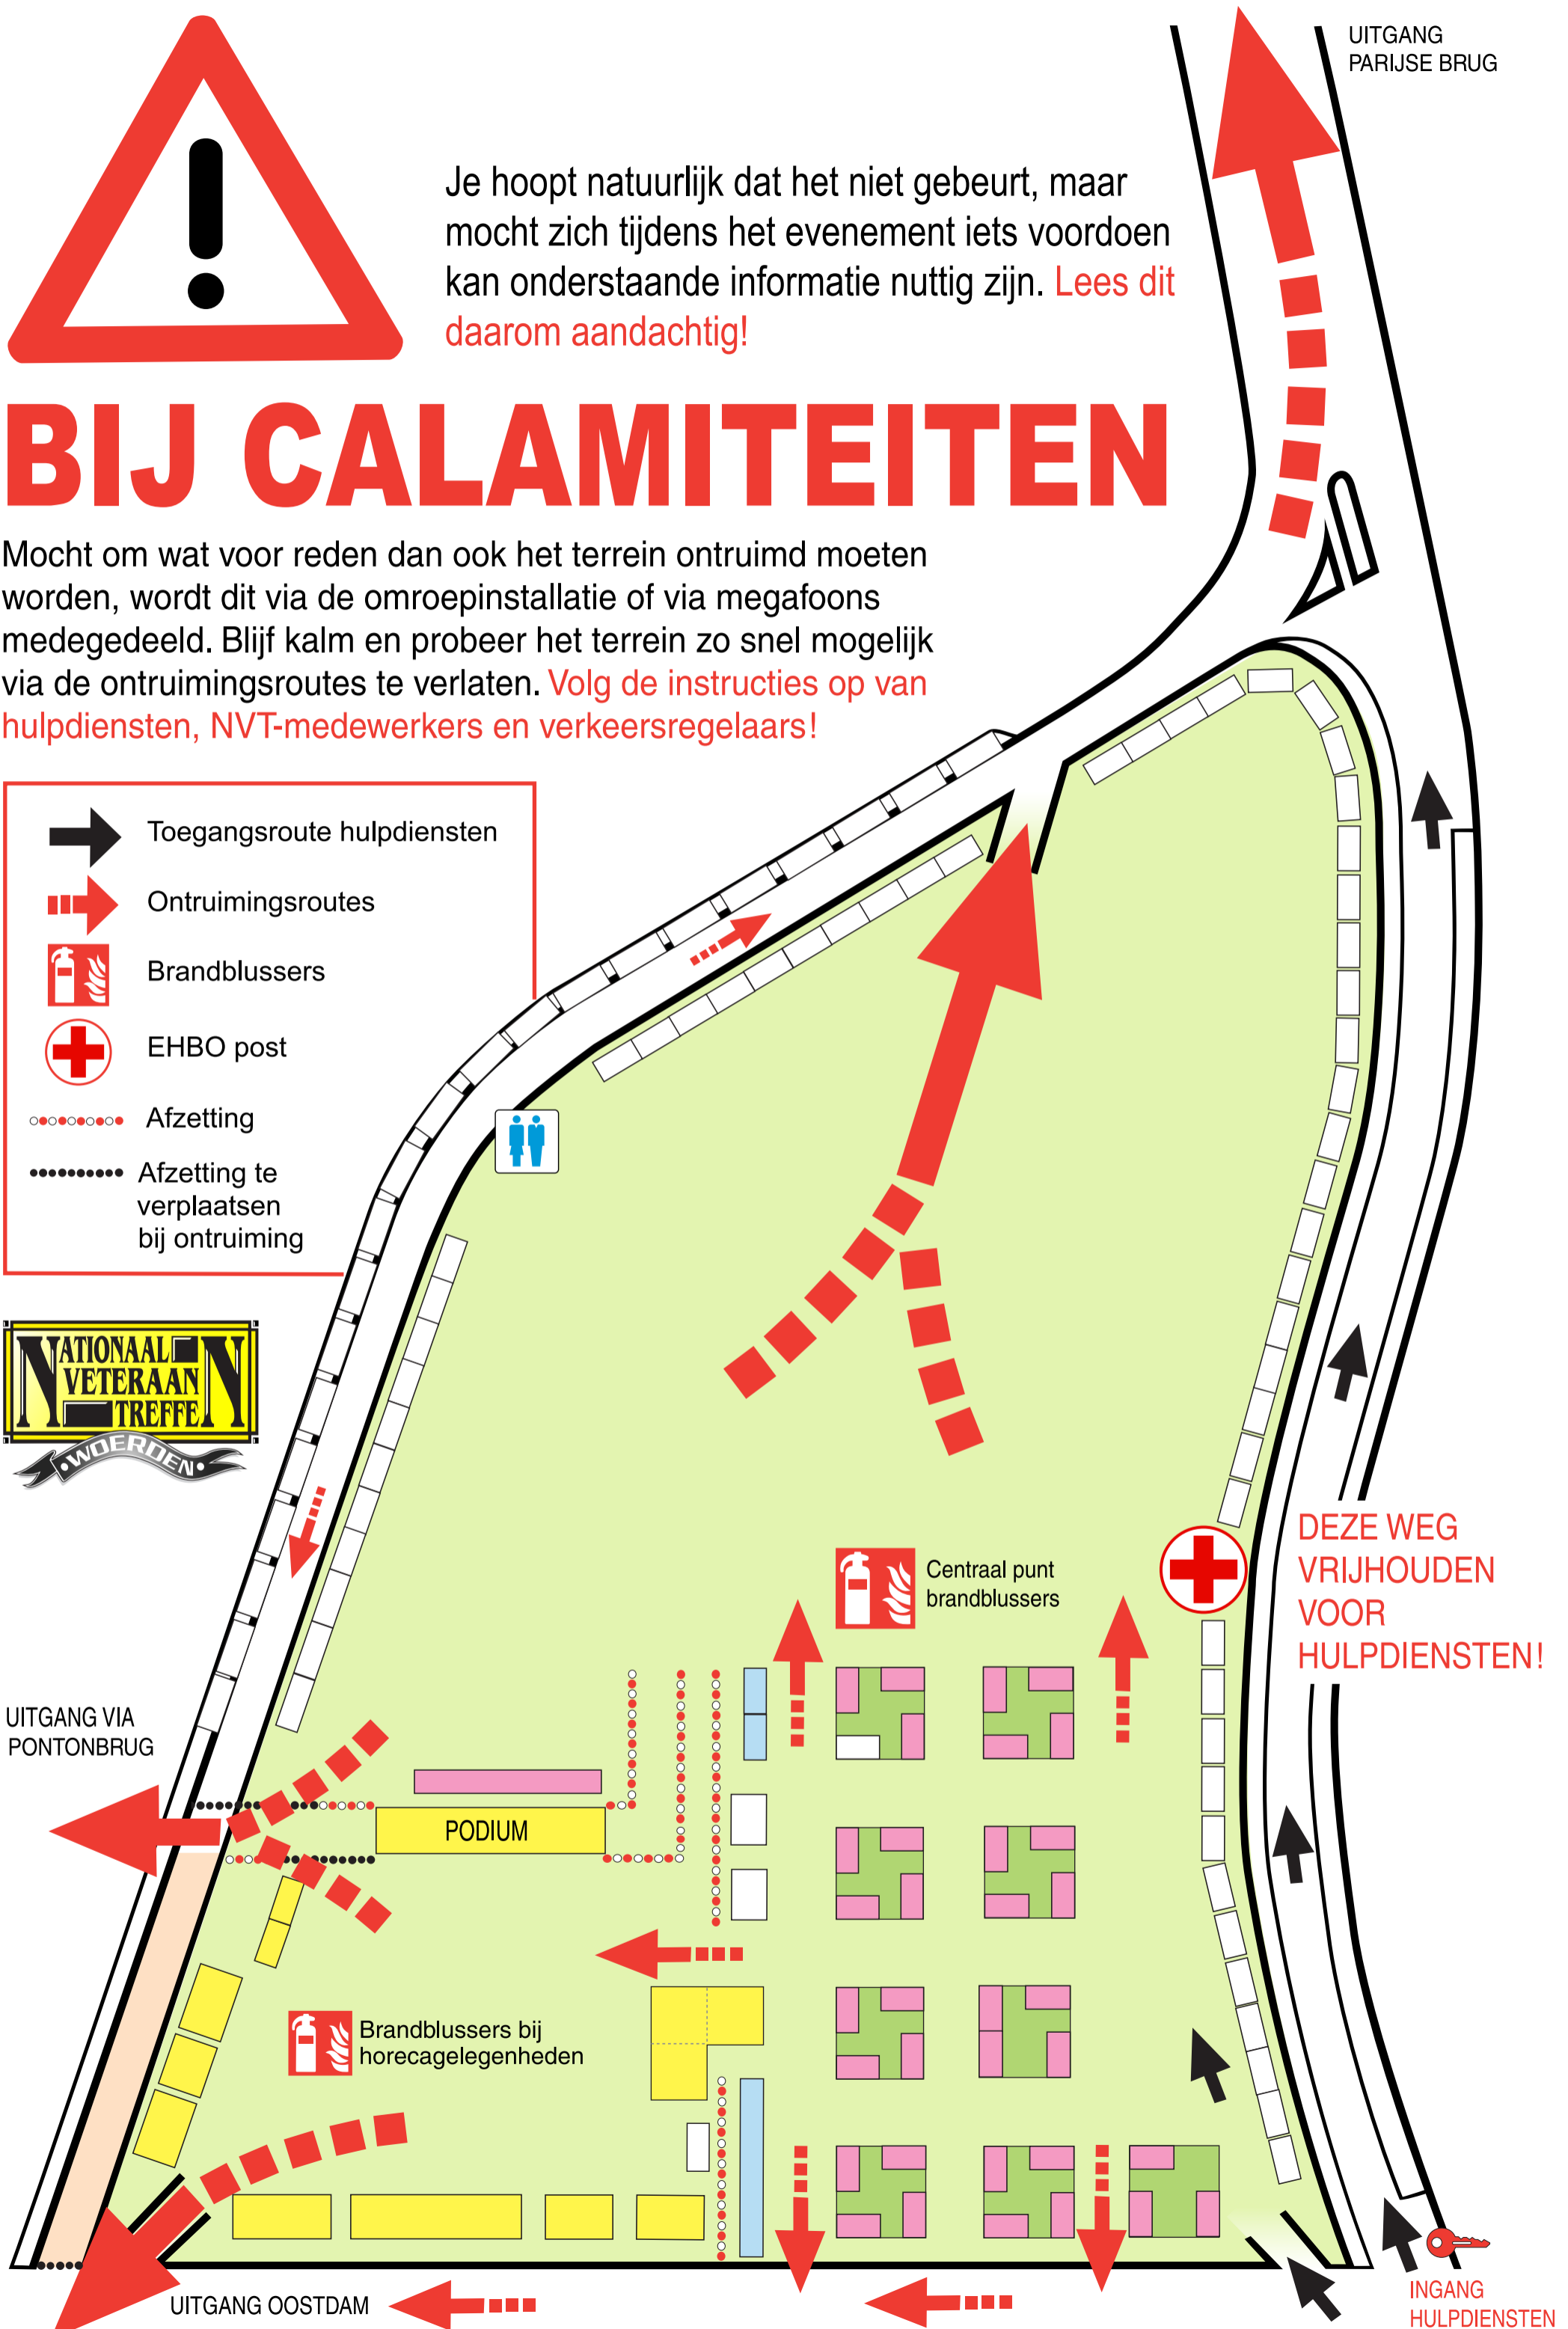 UITGANG
PARIJSE BRUG
Je hoopt natuurlijk dat het niet gebeurt, maar
mocht zich tijdens het evenement iets voordoen
kan onderstaande informatie nuttig zijn. Lees dit
daarom aandachtig!
BIJ CALAMITEITEN
Mocht om wat voor reden dan ook het terrein ontruimd moeten
worden, wordt dit via de omroepinstallatie of via megafoons
medegedeeld. Blijf kalm en probeer het terrein zo snel mogelijk
via de ontruimingsroutes te verlaten. Volg de instructies op van
hulpdiensten, NVT-medewerkers en verkeersregelaars!
Toegangsroute hulpdiensten
Ontruimingsroutes
Brandblussers
EHBO post
Afzetting
Afzetting te
verplaatsen
bij ontruiming
NATIONAAL
VETERAAN
TREFFEN
•WOERDEN•
DEZE WEG
VRIJHOUDEN
VOOR
HULPDIENSTEN!
Centraal punt
brandblussers
UITGANG VIA
PONTONBRUG
PODIUM
Brandblussers bij
horecagelegenheden
UITGANG OOSTDAM
INGANG
HULPDIENSTEN